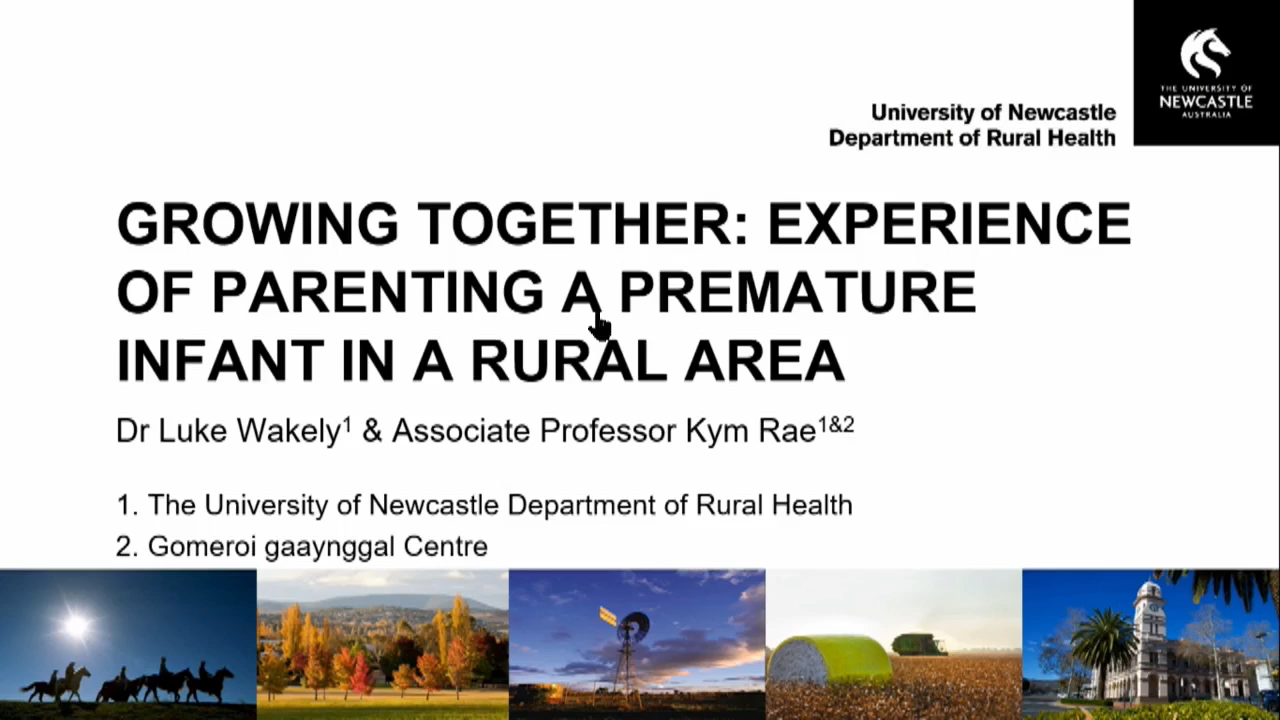 THE UNIVERSITY OF
NEWCASTLE
AUSTRALIA
University of Newcastle
Department of Rural Health
GROWING TOGETHER: EXPERIENCE
OF PARENTING A PREMATURE
INFANT IN A RURAL AREA
Dr Luke Wakely¹ & Associate Professor Kym Rae¹&²
1. The University of Newcastle Department of Rural Health
2. Gomeroi gaaynggal Centre